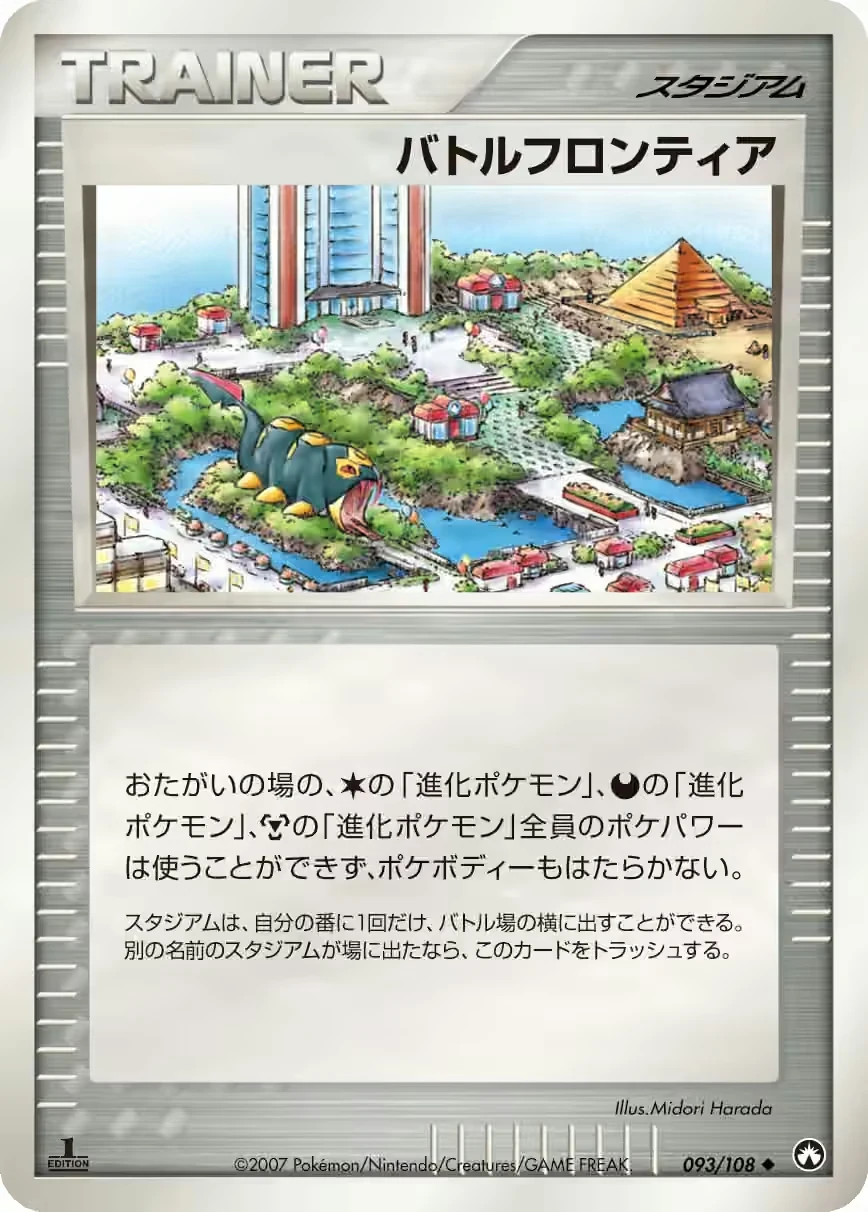 TRAINER
スタジアム
バトルフロンティア
おたがいの場の、の「進化ポケモン」、の「進化
ポケモン」、の「進化ポケモン」全員のポケパワー
は使うことができず、ポケボディーもはたらかない。
スタジアムは、自分の番に1回だけ、バトル場の横に出すことができる。
別の名前のスタジアムが場に出たなら、このカードをトラッシュする。
Illus.Midori Harada
1
EDITION
©2007 Pokémon/Nintendo/Creatures/GAME FREAK.
093/108 ◆